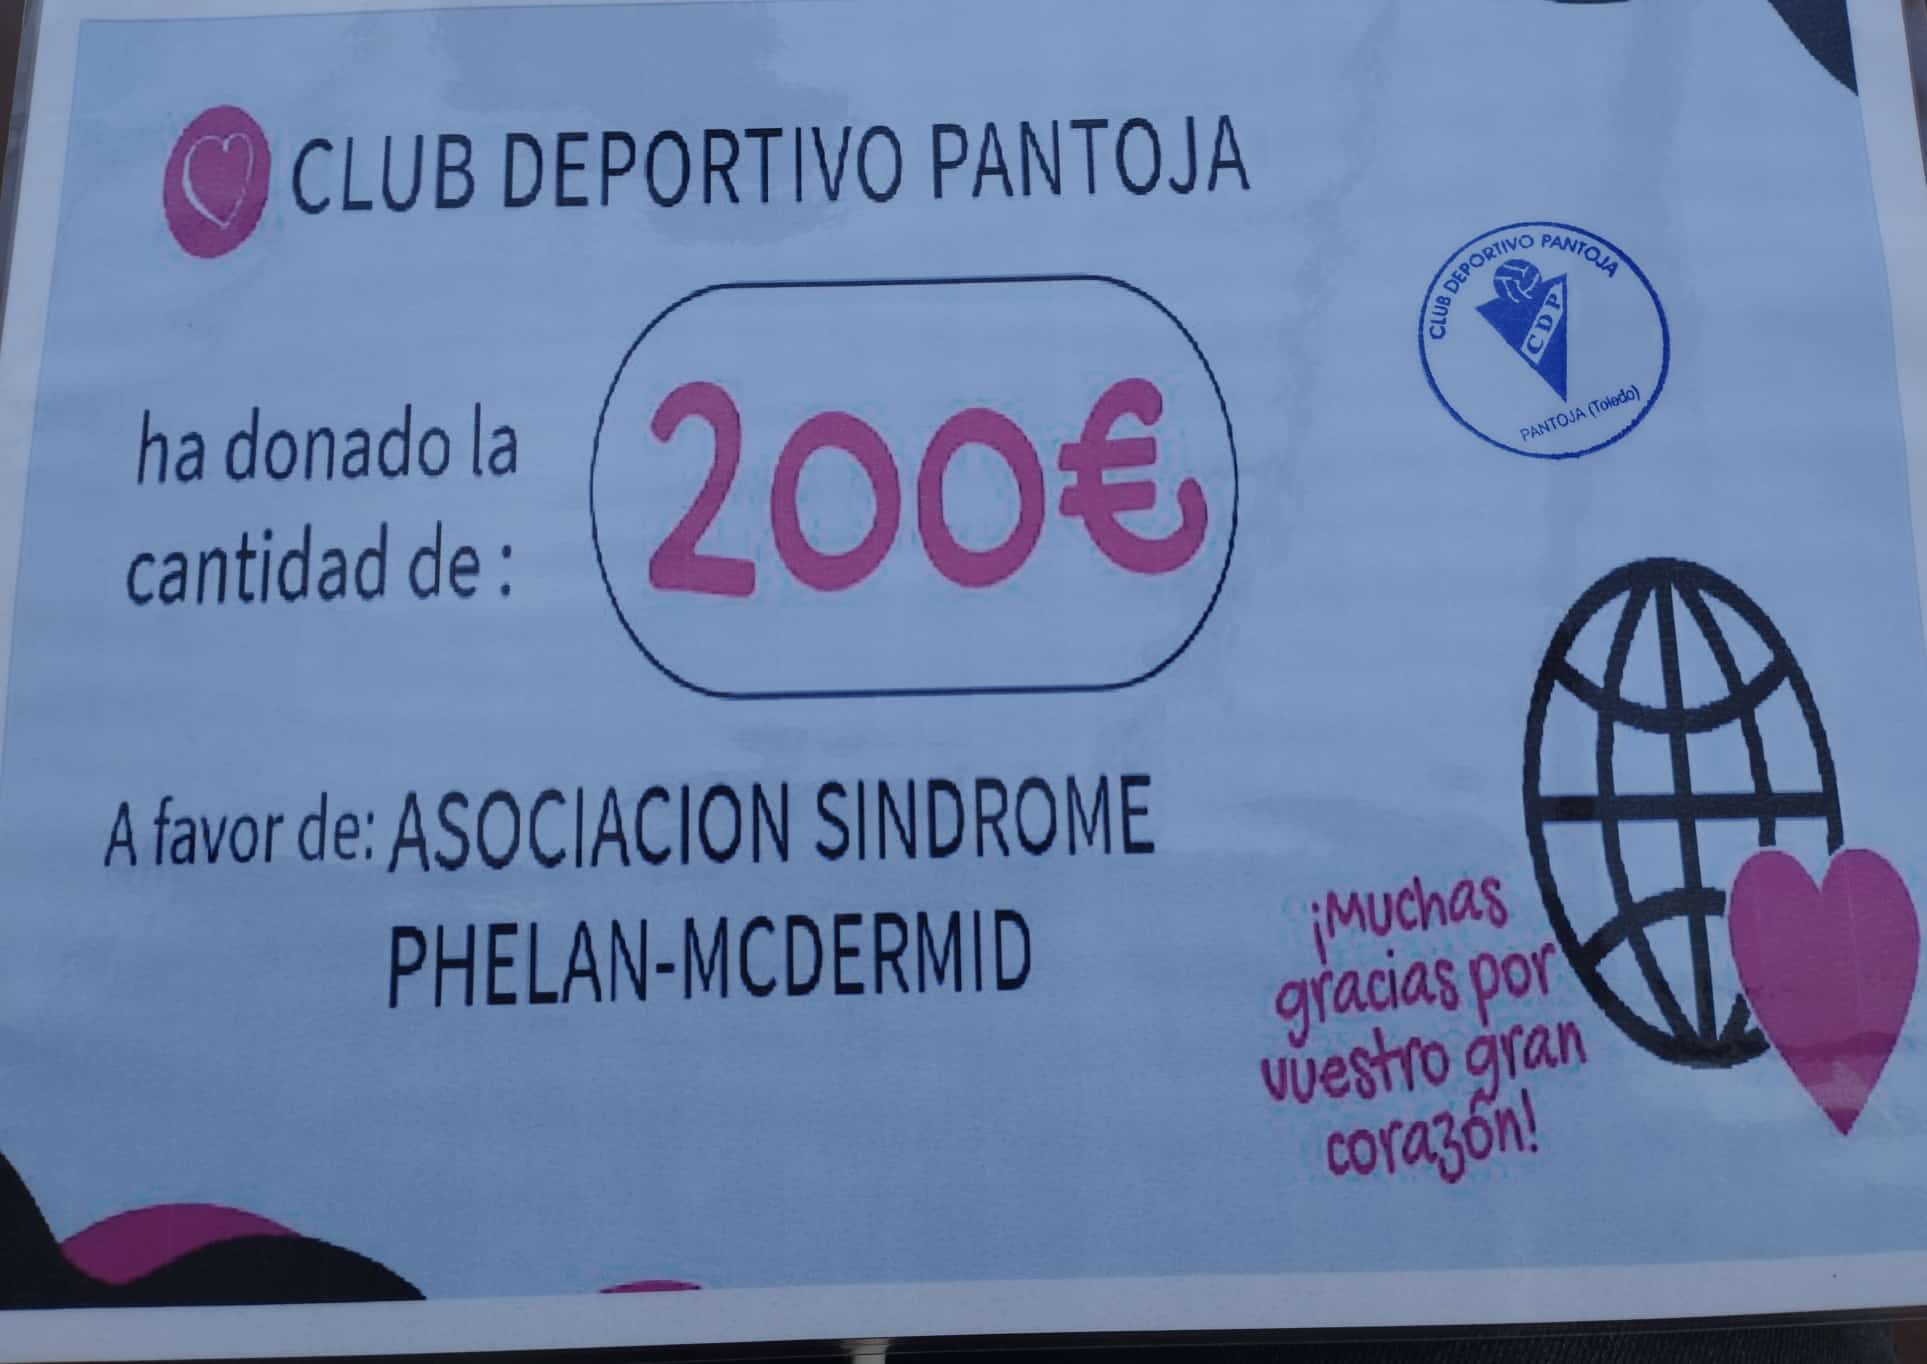 CLUB DEPORTIVO PANTOJA
CLUB DEPORTIVO PANTOJA
CDP
PANTOJA (Toledo)
ha donado la
cantidad de :
200€
A favor de: ASOCIACION SINDROME
PHELAN-MCDERMID
¡Muchas
gracias por
vuestro gran
corazón!